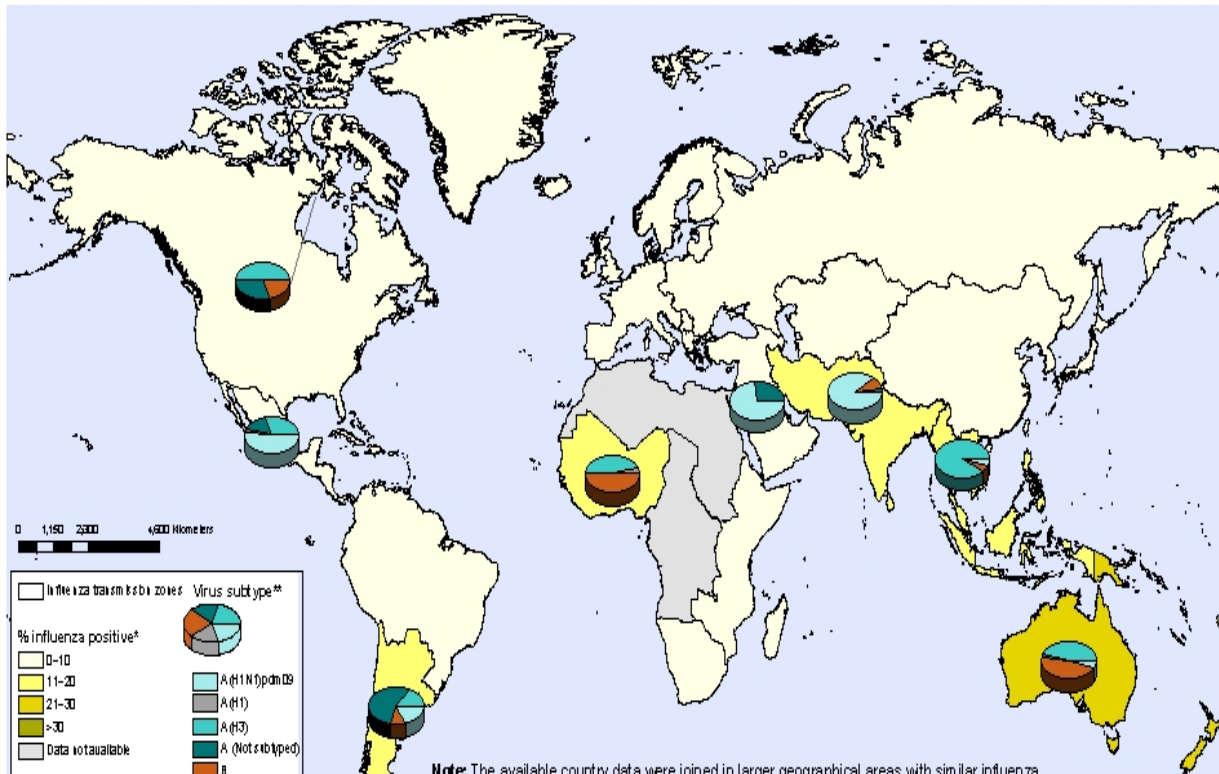 0 1,150 2,300 4,600 Kilometers
Influenza transmission zones
Virus subtype**
% influenza positive*
0-10
11-20
21-30
>30
Data not available
A(H1N1)pdm09
A(H1)
A(H3)
A (Not subtyped)
B
Note: The available country data were joined in larger geographical areas with similar influenza